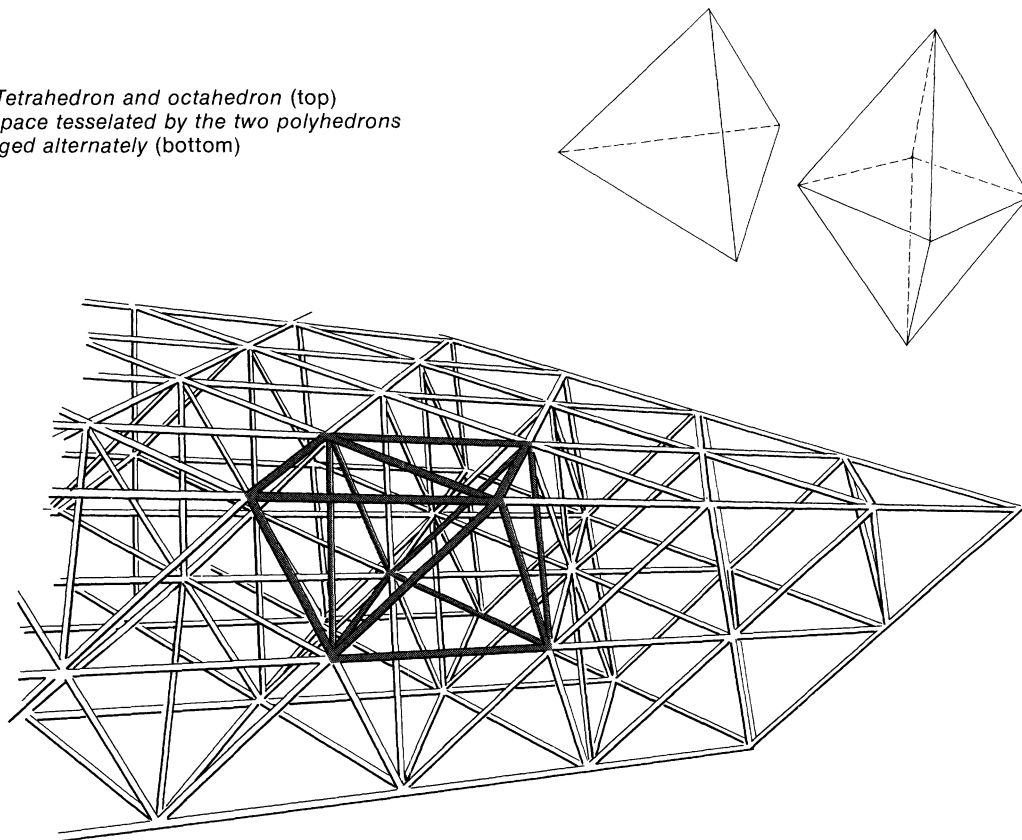 Tetrahedron and octahedron (top)
pace tesselated by the two polyhedrons
ged alternately (bottom)